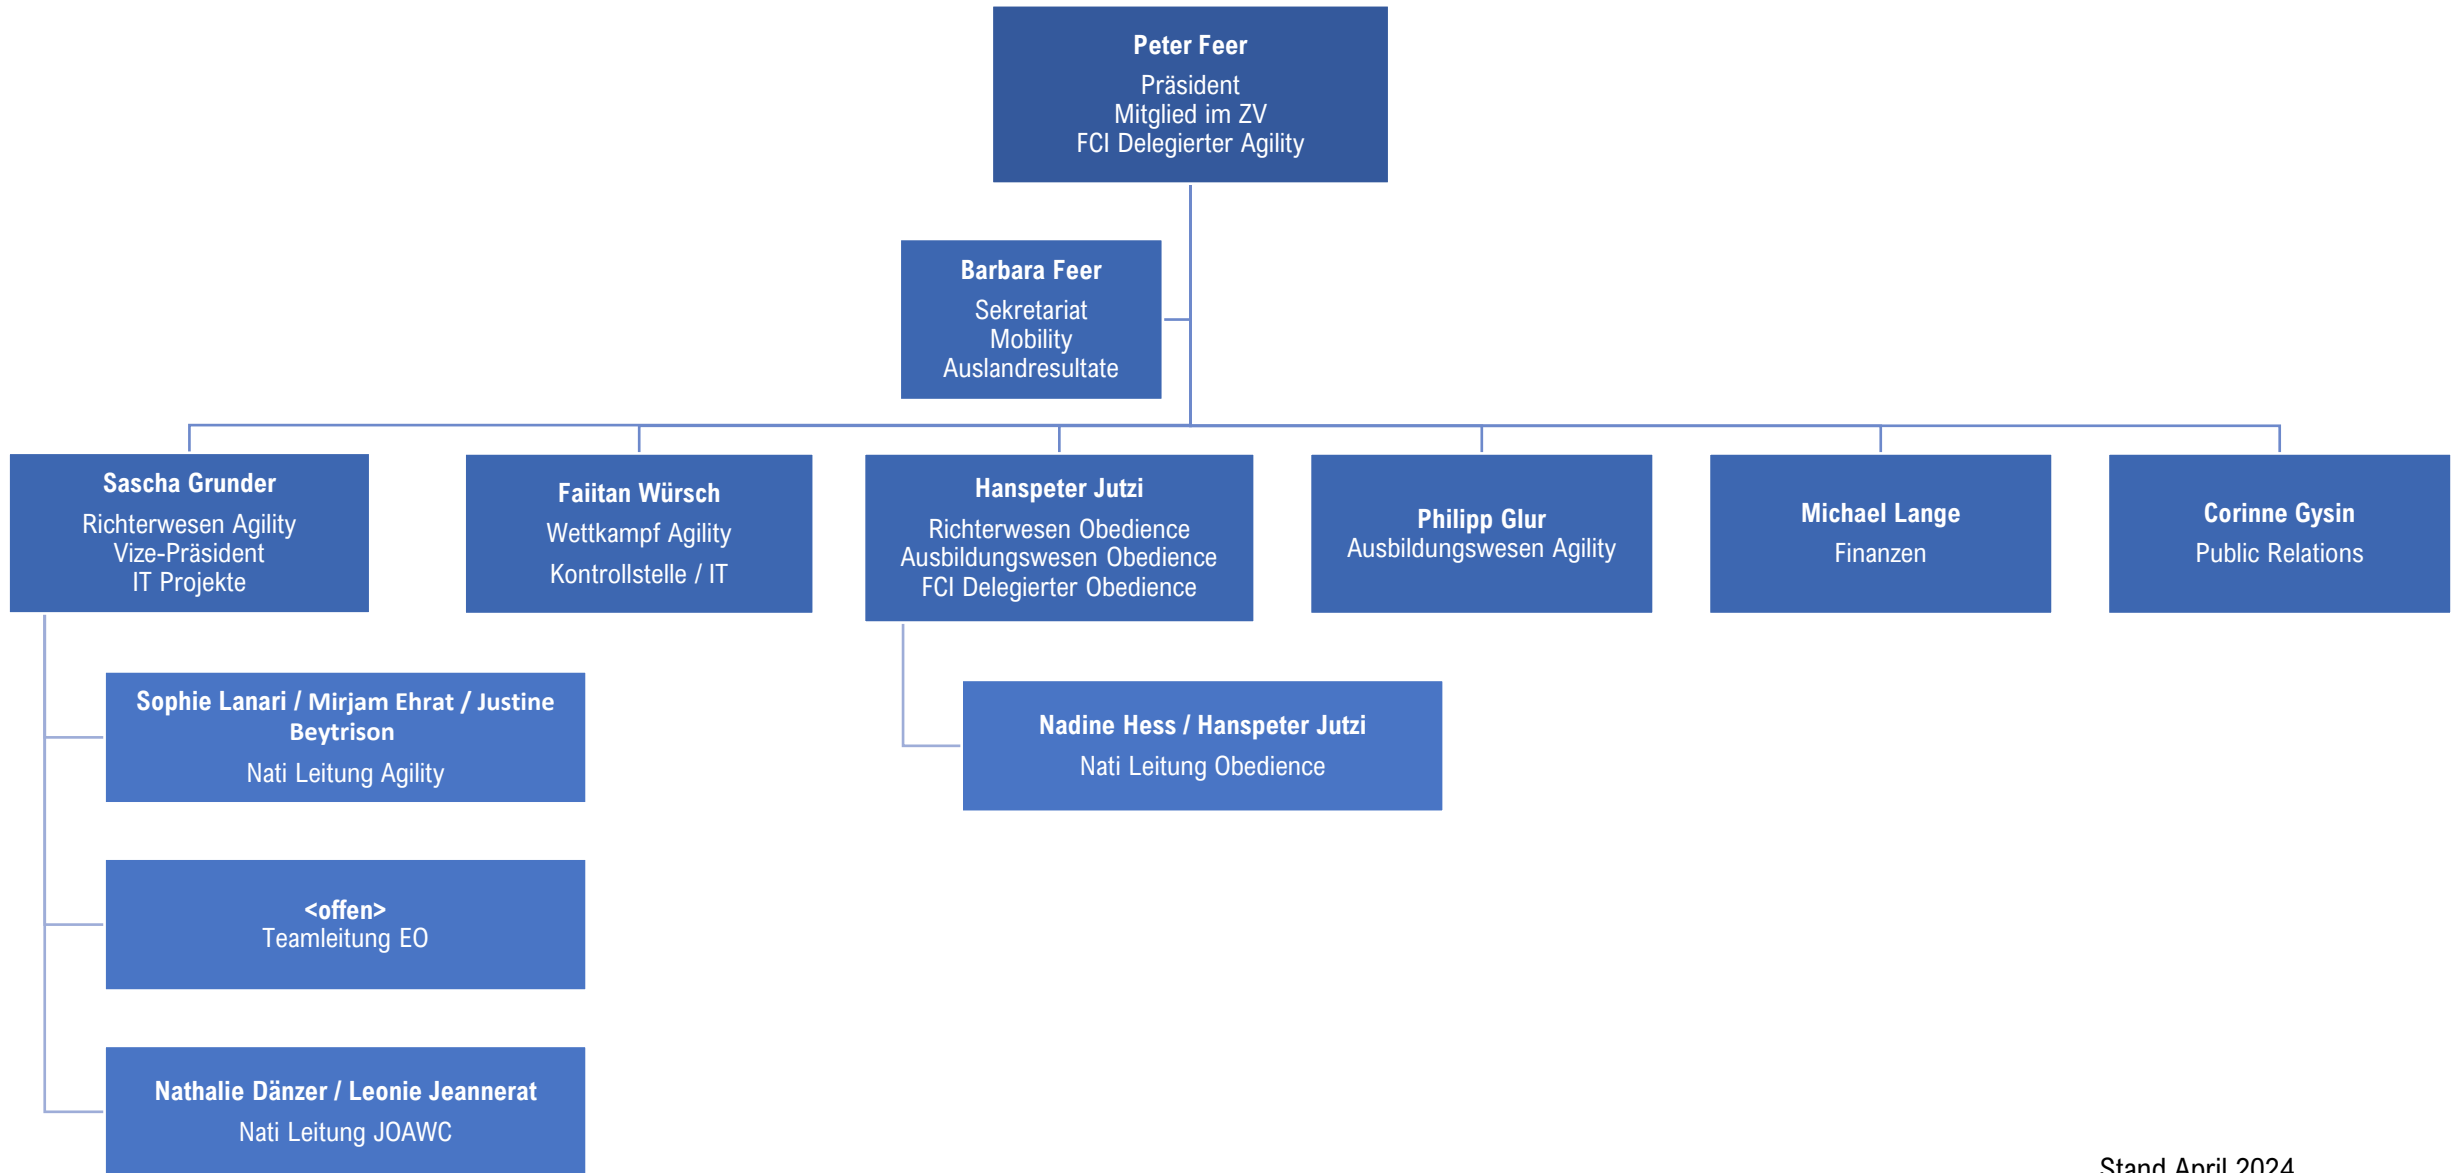 Peter Feer
Präsident
Mitglied im ZV
FCI Delegierter Agility
Barbara Feer
Sekretariat
Mobility
Auslandresultate
Sascha Grunder
Richterwesen Agility
Vize-Präsident
IT Projekte
Faiitan Würsch
Wettkampf Agility
Kontrollstelle / IT
Hanspeter Jutzi
Richterwesen Obedience
Ausbildungswesen Obedience
FCI Delegierter Obedience
Philipp Glur
Ausbildungswesen Agility
Michael Lange
Finanzen
Corinne Gysin
Public Relations
Sophie Lanari / Mirjam Ehrat / Justine
Beytrison
Nati Leitung Agility
Nadine Hess / Hanspeter Jutzi
Nati Leitung Obedience
<offen>
Teamleitung EO
Nathalie Dänzer / Leonie Jeannerat
Nati Leitung JOAWC
Stand April 2024